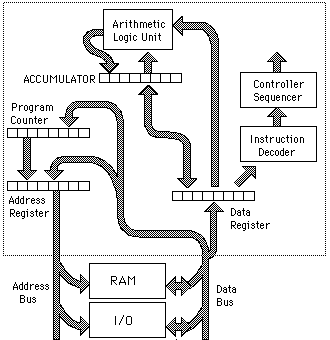 Arithmetic
Logic Unit
ACCUMULATOR
Program
Counter
Controller
Sequencer
Instruction
Decoder
Address
Register
Data
Register
Address
Bus
RAM
Data
Bus
I/O